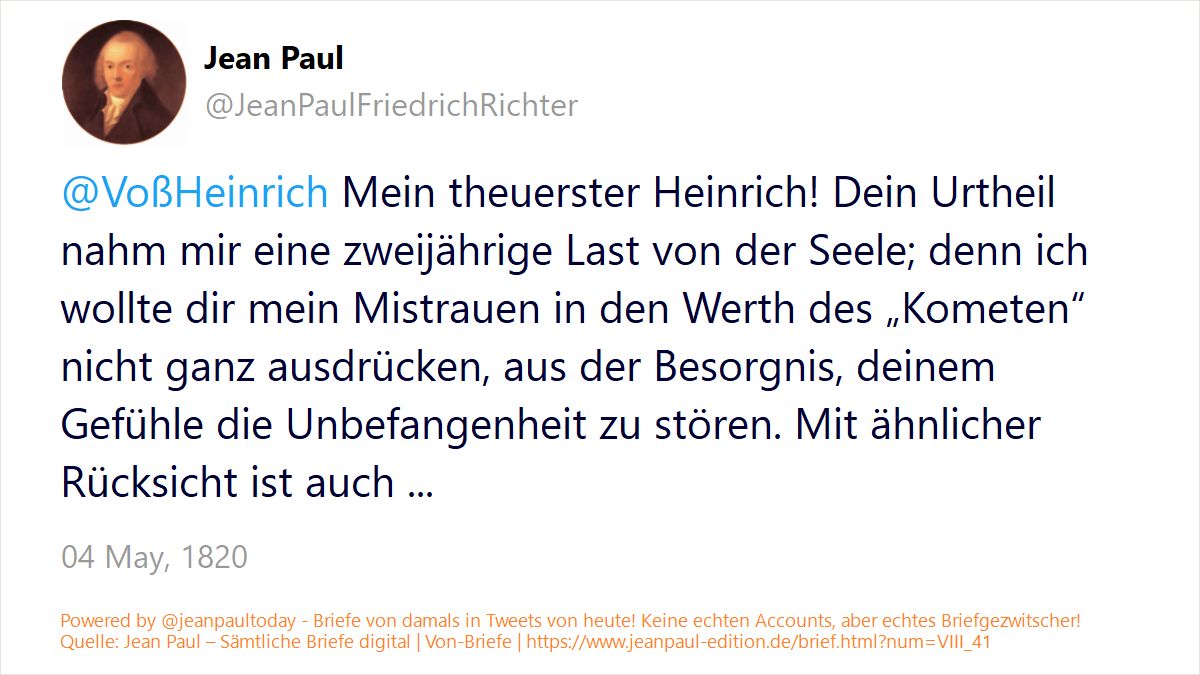 Jean Paul
@JeanPaulFriedrichRichter
@VoßHeinrich Mein theuerster Heinrich! Dein Urtheil
nahm mir eine zweijährige Last von der Seele; denn ich
wollte dir mein Mistrauen in den Werth des „Kometen“
nicht ganz ausdrücken, aus der Besorgnis, deinem
Gefühle die Unbefangenheit zu stören. Mit ähnlicher
Rücksicht ist auch ...
04 May, 1820
Powered by @jeanpaultoday - Briefe von damals in Tweets von heute! Keine echten Accounts, aber echtes Briefgezwitscher!
Quelle: Jean Paul – Sämtliche Briefe digital | Von-Briefe | https://www.jeanpaul-edition.de/brief.html?num=VIII_41